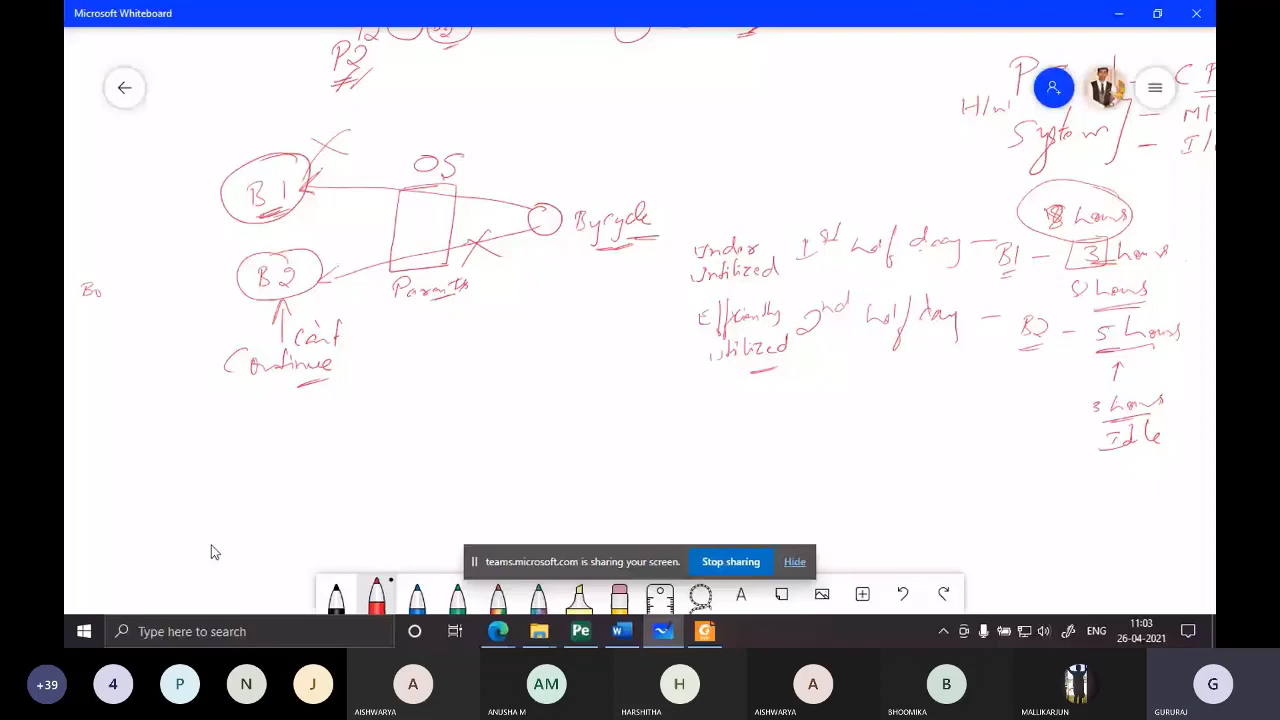 Microsoft Whiteboard
12
P2
H/w
System
OS
B1
Bycycle
B2
Parents
Bo
can't
Continue
8 hours
Under
utilized
1st half day - B1 - 3 hours
8 hours
Efficiently
utilized
2nd half day - B2 - 5 hours
3 hours
Idle
teams.microsoft.com is sharing your screen.
Stop sharing
Hide
A
Type here to search
Pe
ENG
11:03
26-04-2021
+39
4
P
N
J
A
AISHWARYA
AM
ANUSHA M
H
HARSHITHA
A
AISHWARYA
B
BHOOMIKA
MALLIKARJUN
G
GURURAJ